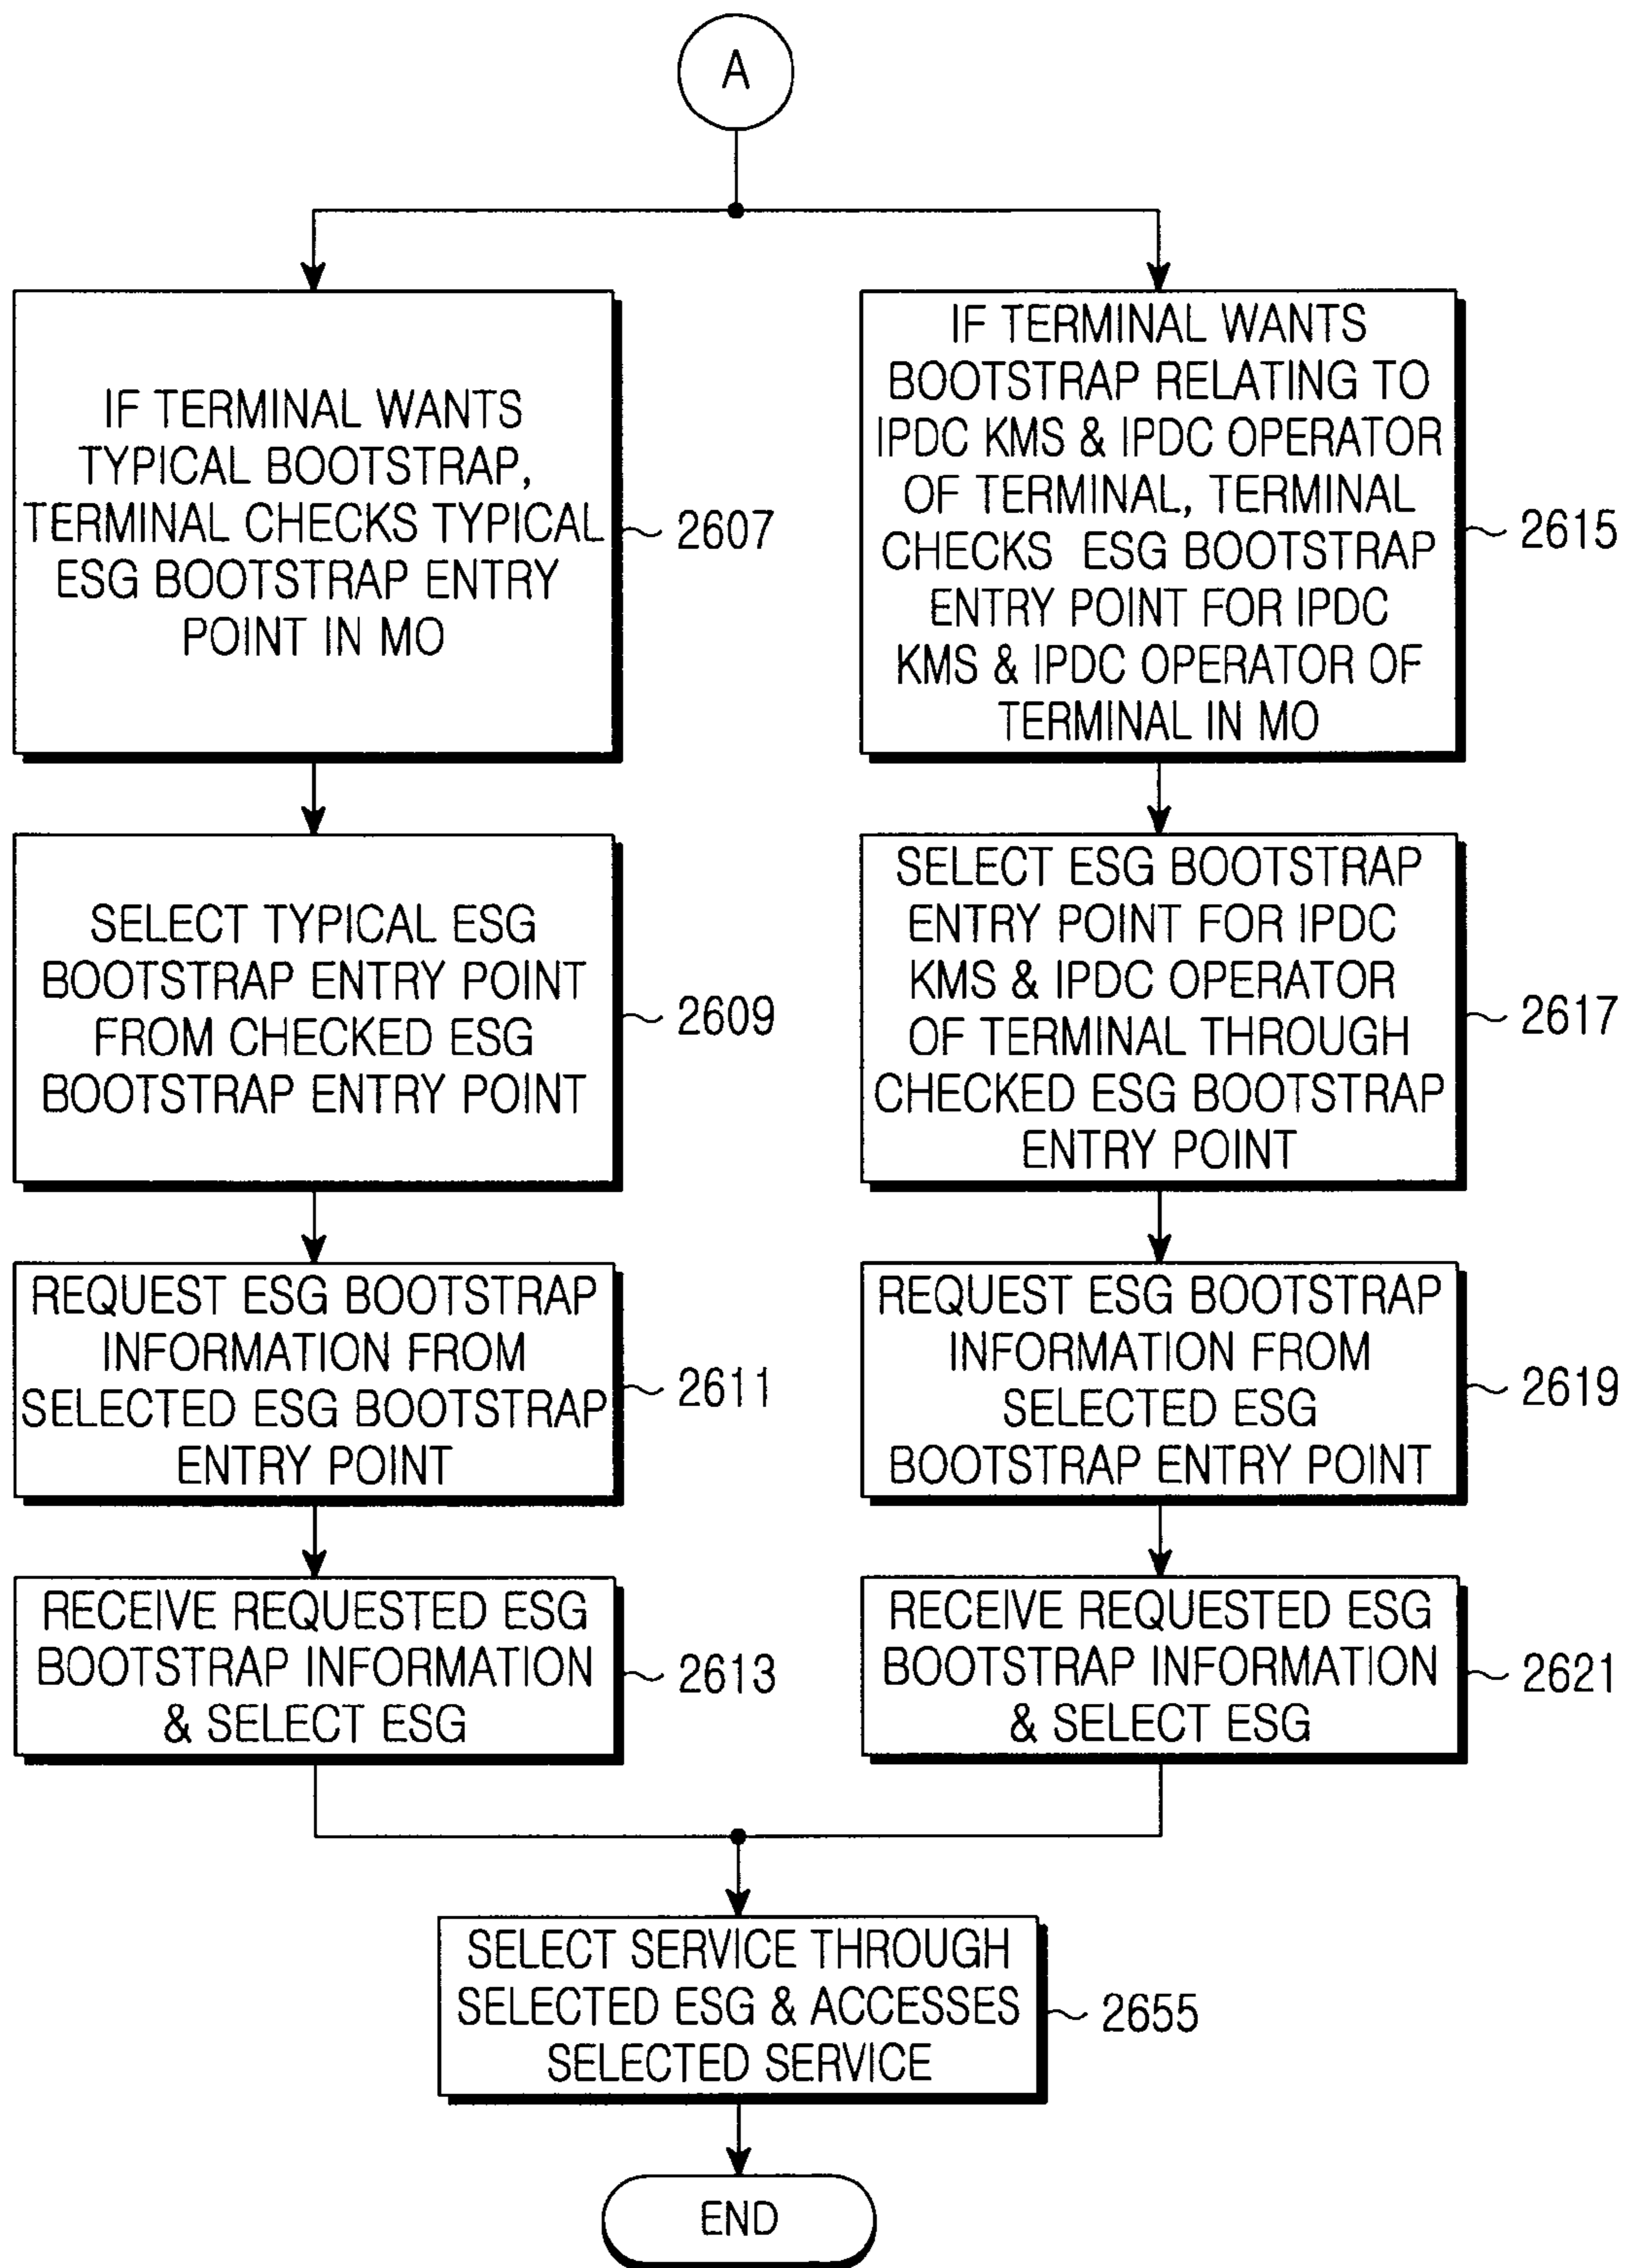 A
IF TERMINAL WANTS
TYPICAL BOOTSTRAP,
TERMINAL CHECKS TYPICAL
ESG BOOTSTRAP ENTRY
POINT IN MO
2607
IF TERMINAL WANTS
BOOTSTRAP RELATING TO
IPDC KMS & IPDC OPERATOR
OF TERMINAL, TERMINAL
CHECKS ESG BOOTSTRAP
ENTRY POINT FOR IPDC
KMS & IPDC OPERATOR OF
TERMINAL IN MO
2615
SELECT TYPICAL ESG
BOOTSTRAP ENTRY POINT
FROM CHECKED ESG
BOOTSTRAP ENTRY POINT
2609
SELECT ESG BOOTSTRAP
ENTRY POINT FOR IPDC
KMS & IPDC OPERATOR
OF TERMINAL THROUGH
CHECKED ESG BOOTSTRAP
ENTRY POINT
2617
REQUEST ESG BOOTSTRAP
INFORMATION FROM
SELECTED ESG BOOTSTRAP
ENTRY POINT
2611
REQUEST ESG BOOTSTRAP
INFORMATION FROM
SELECTED ESG
BOOTSTRAP ENTRY POINT
2619
RECEIVE REQUESTED ESG
BOOTSTRAP INFORMATION
& SELECT ESG
2613
RECEIVE REQUESTED ESG
BOOTSTRAP INFORMATION
& SELECT ESG
2621
SELECT SERVICE THROUGH
SELECTED ESG & ACCESSES
SELECTED SERVICE
2655
END